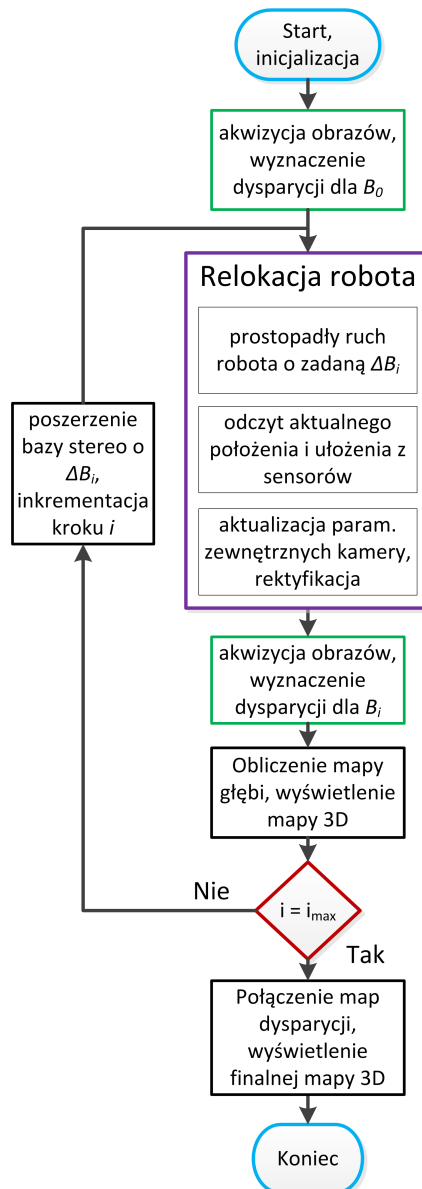 Start,
inicjalizacja
akwizycja obrazów,
wyznaczenie
dysparycji dla B₀
Relokacja robota
prostopadły ruch
robota o zadaną ΔBᵢ
odczyt aktualnego
położenia i ułożenia z
sensorów
aktualizacja param.
zewnętrznych kamery,
rektyfikacja
poszerzenie
bazy stereo o
ΔBᵢ,
inkrementacja
kroku i
akwizycja obrazów,
wyznaczenie
dysparycji dla Bᵢ
Obliczenie mapy
głębi, wyświetlenie
mapy 3D
Nie
i = iₘₐₓ
Tak
Połączenie map
dysparycji,
wyświetlenie
finalnej mapy 3D
Koniec